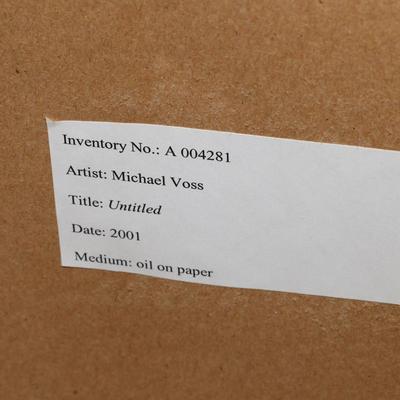 Inventory No.: A 004281
Artist: Michael Voss
Title: Untitled
Date: 2001
Medium: oil on paper